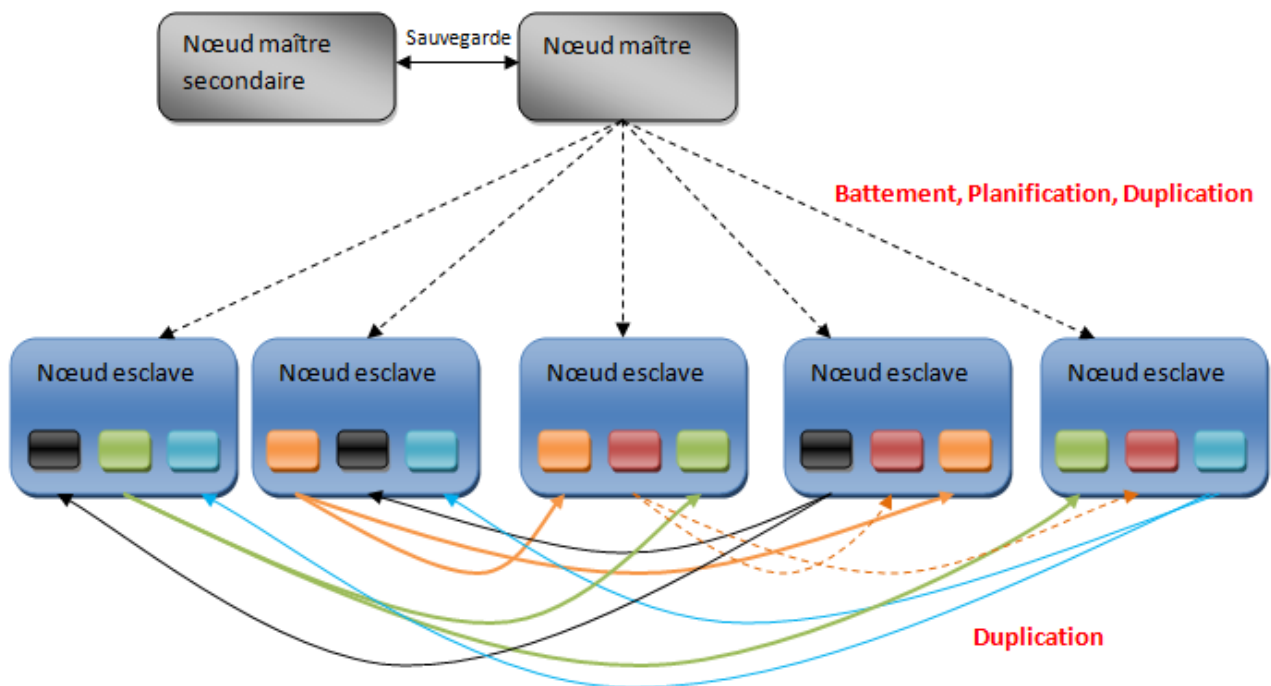 Nœud maître
secondaire
Sauvegarde
Nœud maître
Battement, Planification, Duplication
Nœud esclave
Nœud esclave
Nœud esclave
Nœud esclave
Nœud esclave
Duplication